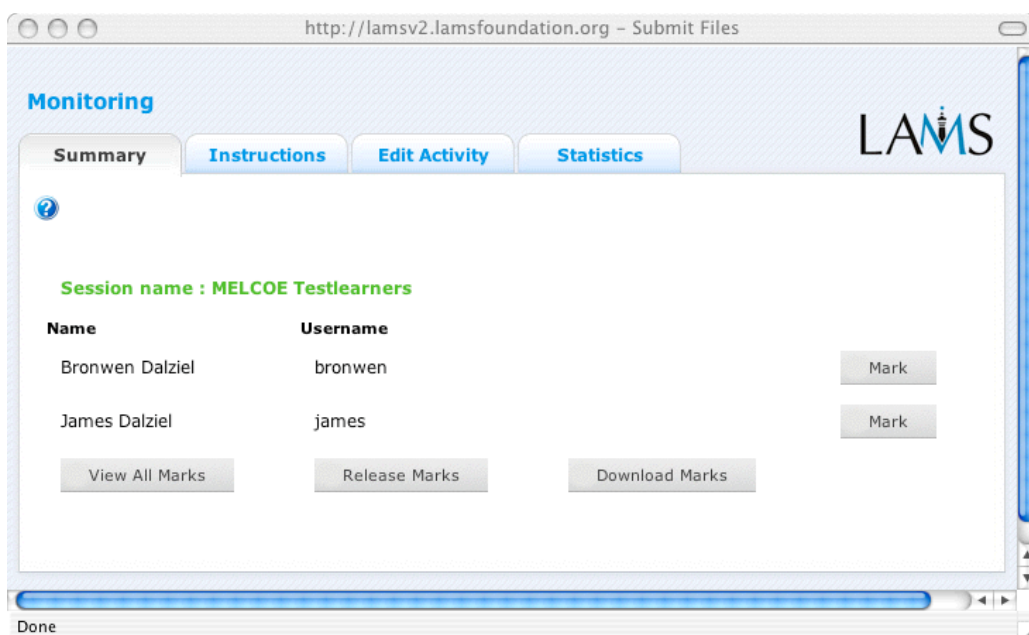 http://lamsv2.lamsfoundation.org – Submit Files
Monitoring
LAMS
Summary Instructions Edit Activity Statistics
?
Session name : MELCOE Testlearners
Name Username
Bronwen Dalziel bronwen Mark
James Dalziel james Mark
View All Marks Release Marks Download Marks
Done